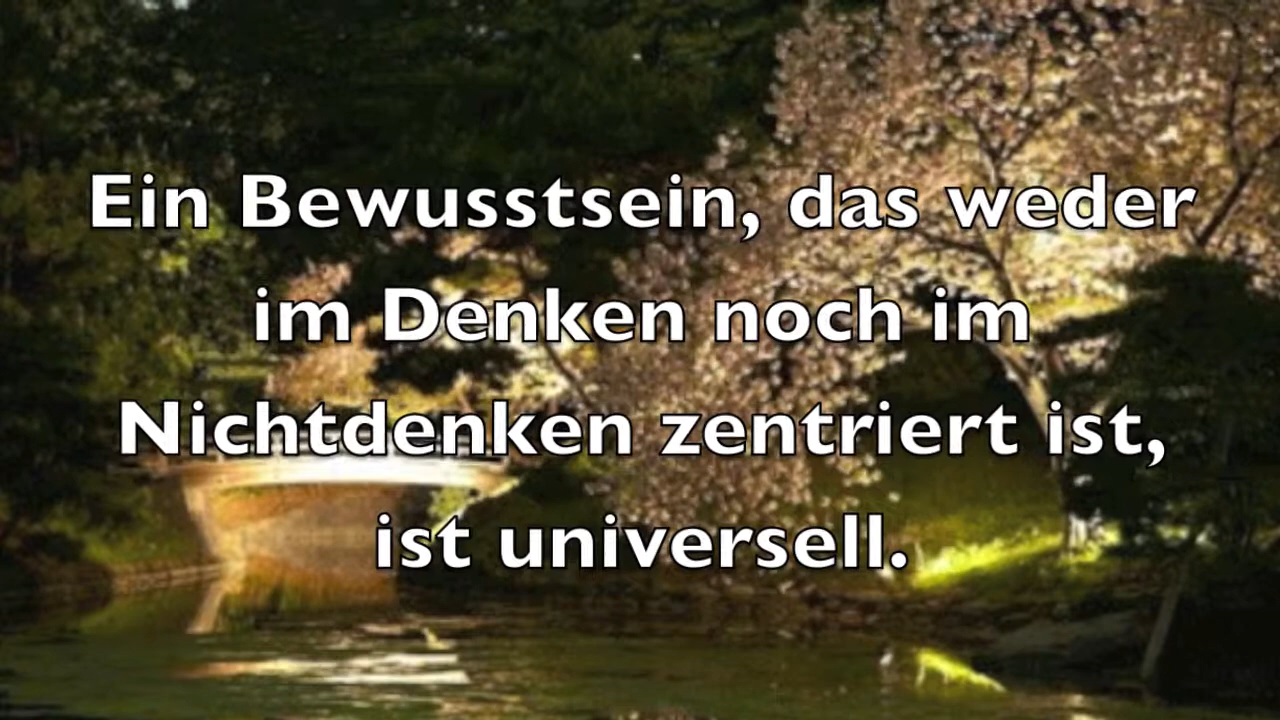 Ein Bewusstsein, das weder
im Denken noch im
Nichtdenken zentriert ist,
ist universell.